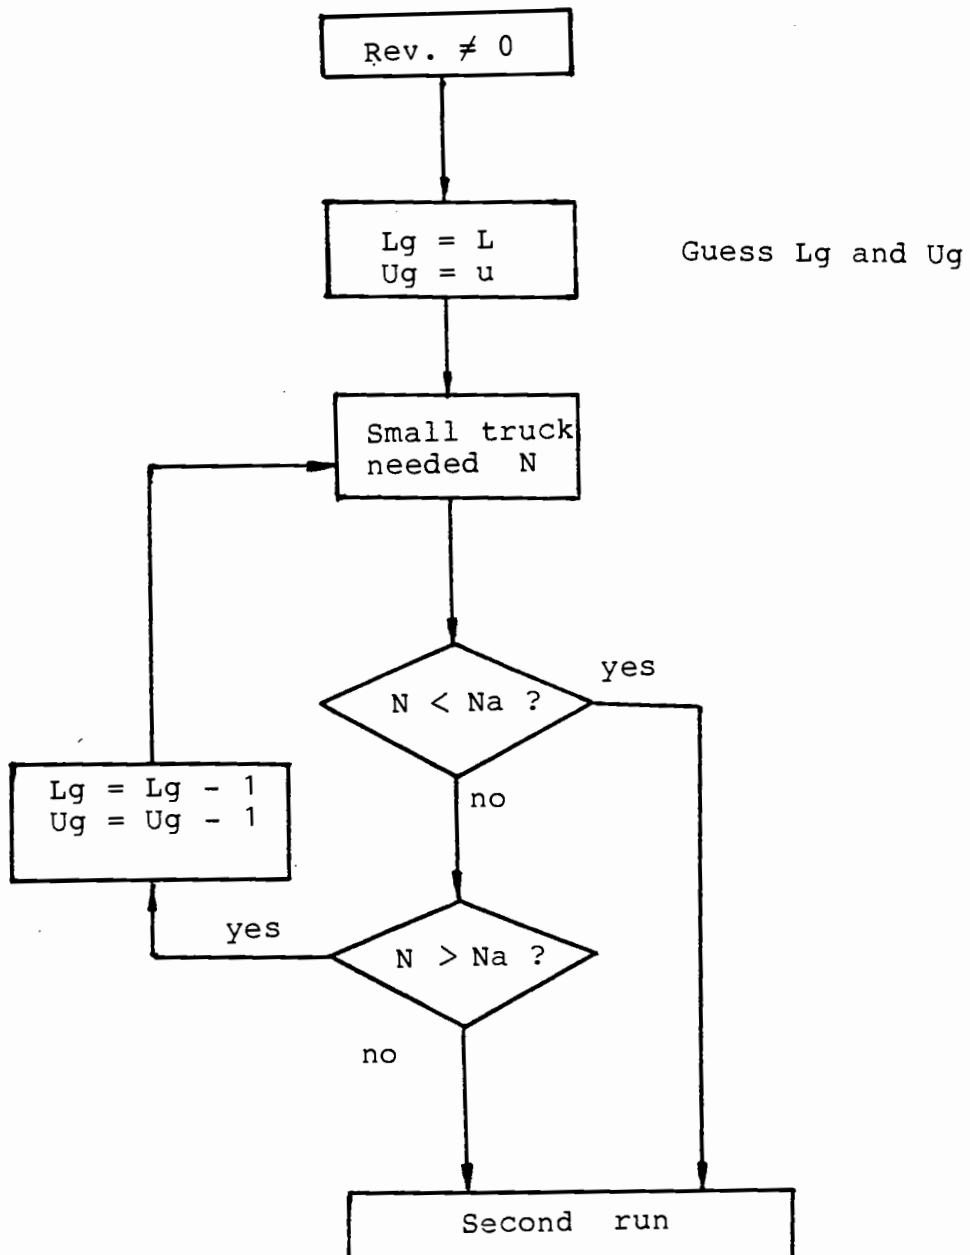 Rev. ≠ 0
Lg = L
Ug = u
Guess Lg and Ug
Small truck
needed N
N < Na ?
yes
no
Lg = Lg - 1
Ug = Ug - 1
yes
N > Na ?
no
Second run